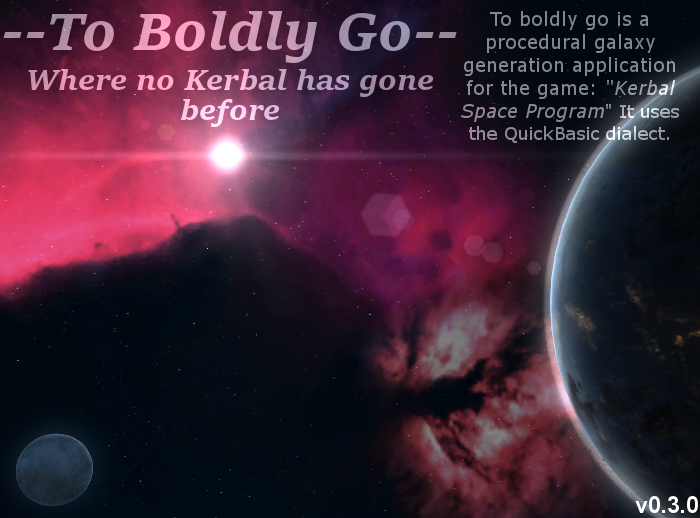 --To Boldly Go--
Where no Kerbal has gone
before
To boldly go is a
procedural galaxy
generation application
for the game: "Kerbal
Space Program" It uses
the QuickBasic dialect.
v0.3.0